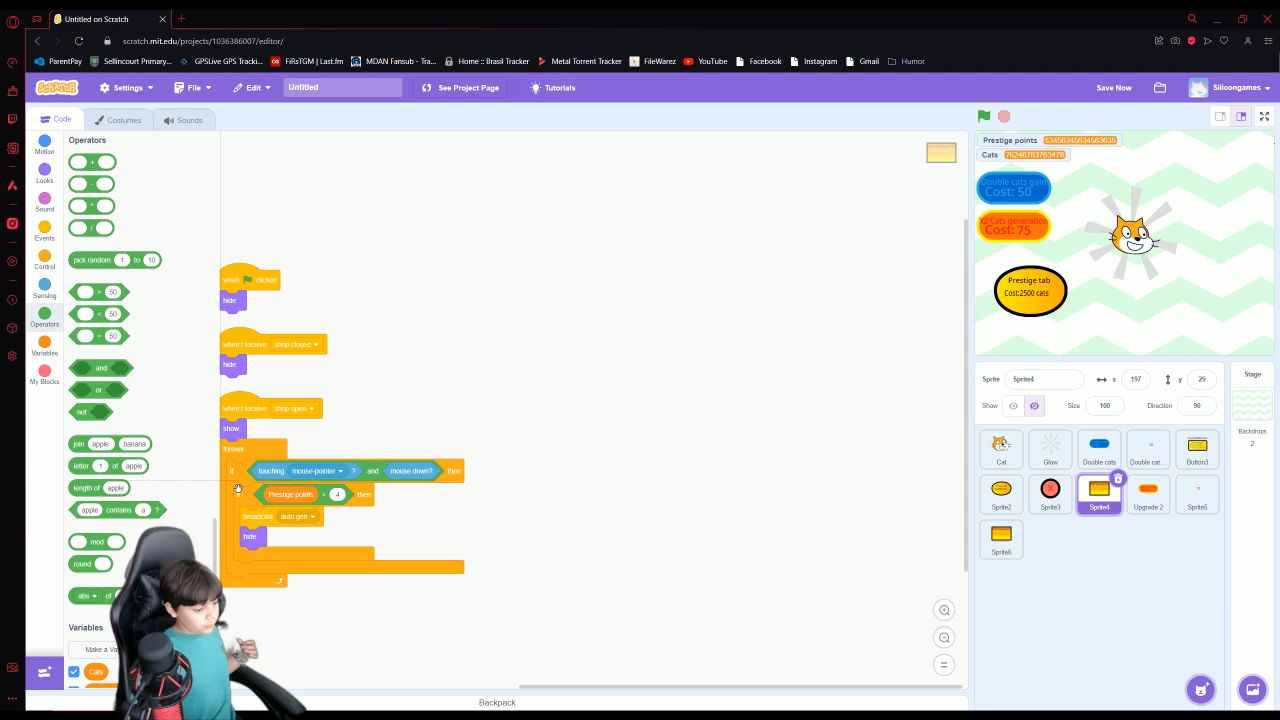 Untitled on Scratch
scratch.mit.edu/projects/1036386007/editor/
ParentPay
Sellincourt Primary...
GPSLive GPS Tracki...
FiRsTGM | Last.fm
MDAN Fansub - Tra...
Home :: Brasil Tracker
Metal Torrent Tracker
FileWarez
YouTube
Facebook
Instagram
Gmail
Humor
SCRATCH
Settings
File
Edit
Untitled
See Project Page
Tutorials
Save Now
Silicongames
Code
Costumes
Sounds
Motion
Looks
Sound
Events
Control
Sensing
Operators
Variables
My Blocks
Operators
+
-
*
/
pick random 1 to 10
> 50
< 50
= 50
and
or
not
join apple banana
letter 1 of apple
length of apple
apple contains a ?
mod
round
abs of
Variables
Make a Va
Cats
when clicked
hide
when I receive shop closed
hide
when I receive shop open
show
forever
if touching mouse-pointer ? and mouse down? then
Prestige points > 4 then
broadcast auto gen
hide
Backpack
Prestige points 53456345634563635
Cats 76246763763476
Double cats gain
Cost: 50
X2 Cats generation
Cost: 75
Prestige tab
Cost:2500 cats
Sprite Sprite4 x 197 y 29
Show Size 100 Direction 90
Stage
Backdrops
2
Cat
Glow
Double cats
Double cat...
Button3
Sprite2
Sprite3
Sprite4
Upgrade 2
Sprite5
Sprite6